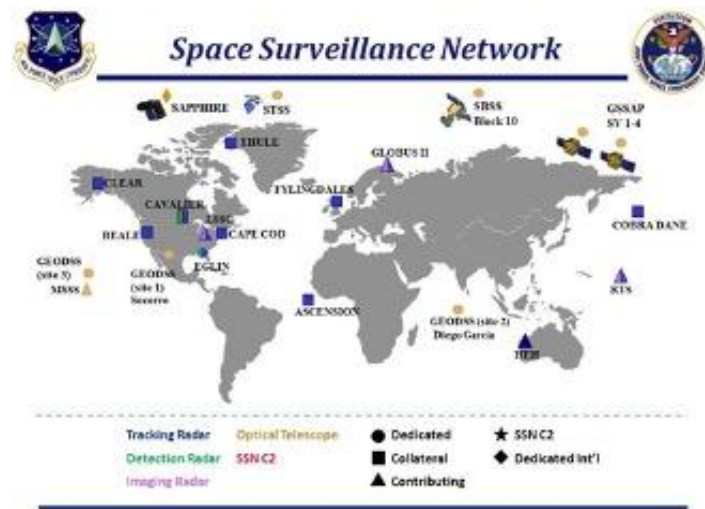 Space Surveillance Network
SAPPHIRE
STSS
SBSS
Block 10
GSSAP
SY 1-4
THULE
GLOBUS II
CLEAR
FYLINGDALES
CAVALIER
LSSC
COBRA DANE
BEALE
CAPE COD
EGLIN
GEODSS
(site 3)
MSSS
GEODSS
(site 1)
Socorro
ASCENSION
GEODSS (site 2)
Diego Garcia
RTS
HEH
Tracking Radar
Optical Telescope
Dedicated
SSN C2
Detection Radar
SSN C2
Collateral
Dedicated Int'l
Imaging Radar
Contributing